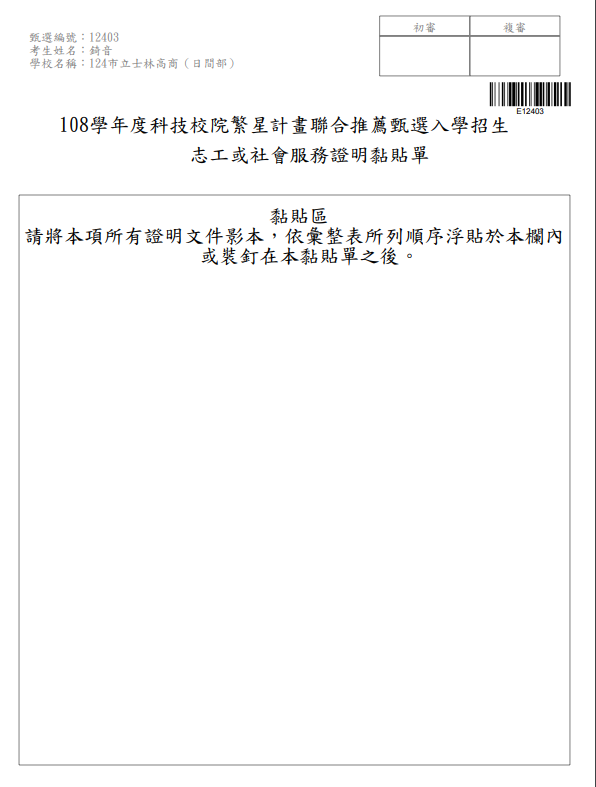 甄選編號：12403
考生姓名：錡音
學校名稱：124市立士林高商（日間部）
初審
複審
E12403
108學年度科技校院繁星計畫聯合推薦甄選入學招生
志工或社會服務證明黏貼單
黏貼區
請將本項所有證明文件影本，依彙整表所列順序浮貼於本欄內
或裝釘在本黏貼單之後。